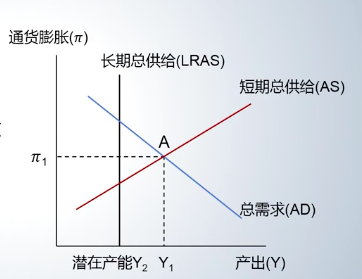 通货膨胀(π)
长期总供给(LRAS)
短期总供给(AS)
A
π1
总需求(AD)
潜在产能Y2
Y1
产出(Y)